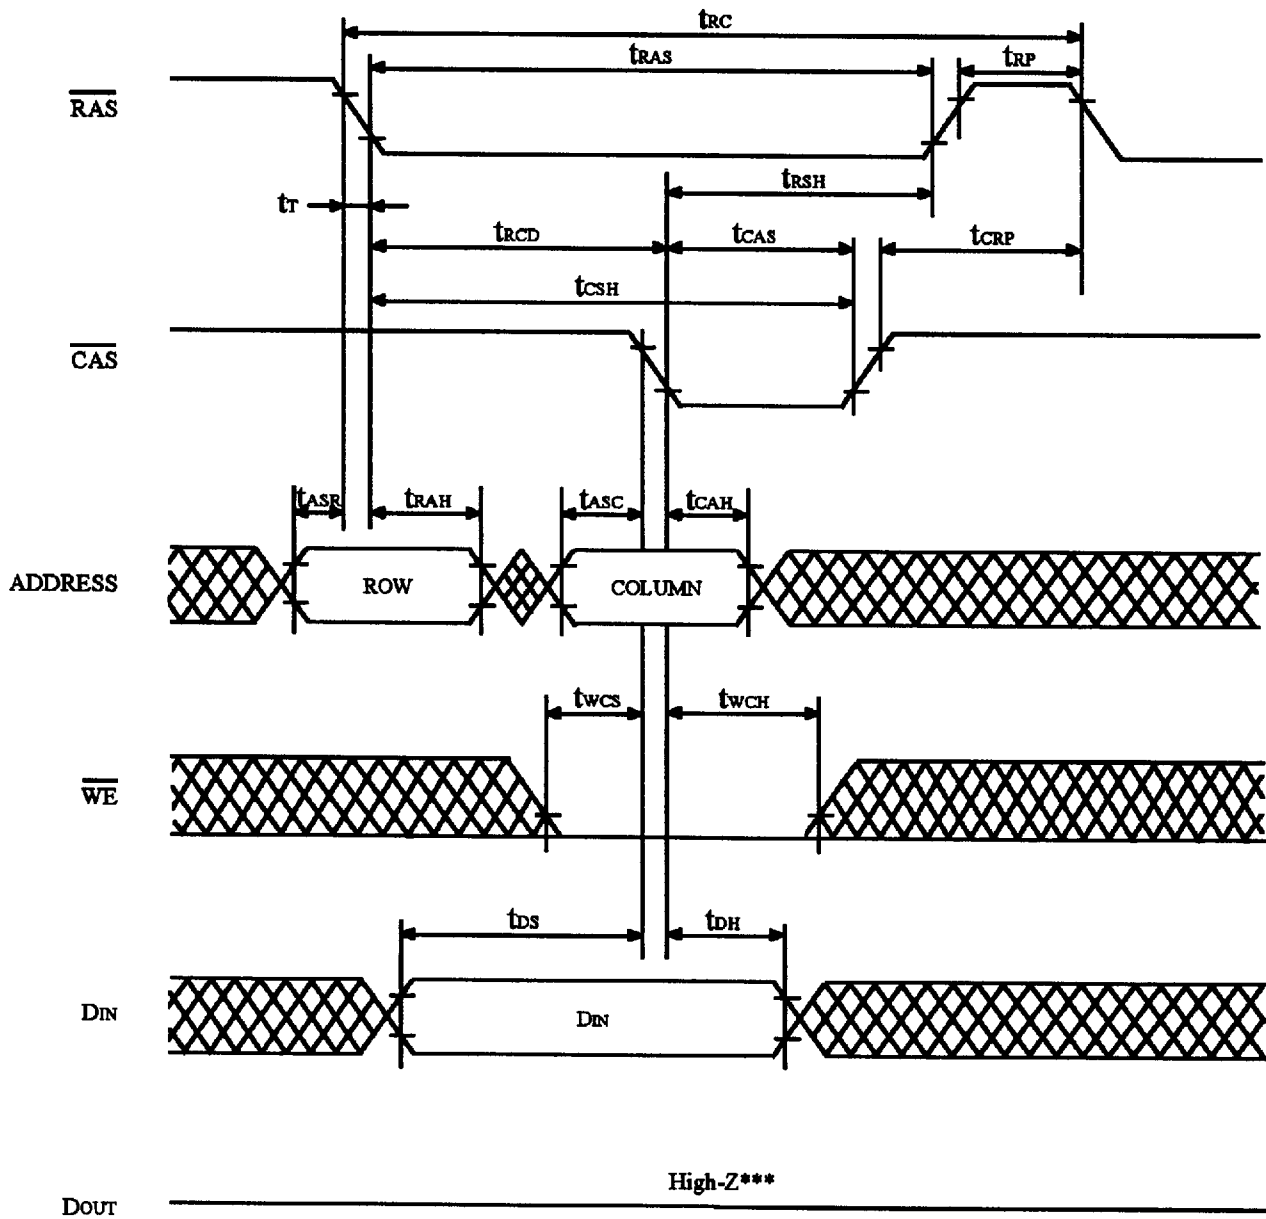 tRC
tRAS
tRP
RAS
tRSH
tT
tRCD
tCAS
tCRP
tCSH
CAS
tASR
tRAH
tASC
tCAH
ADDRESS
ROW
COLUMN
tWCS
tWCH
WE
tDS
tDH
DIN
DIN
High-Z***
DOUT